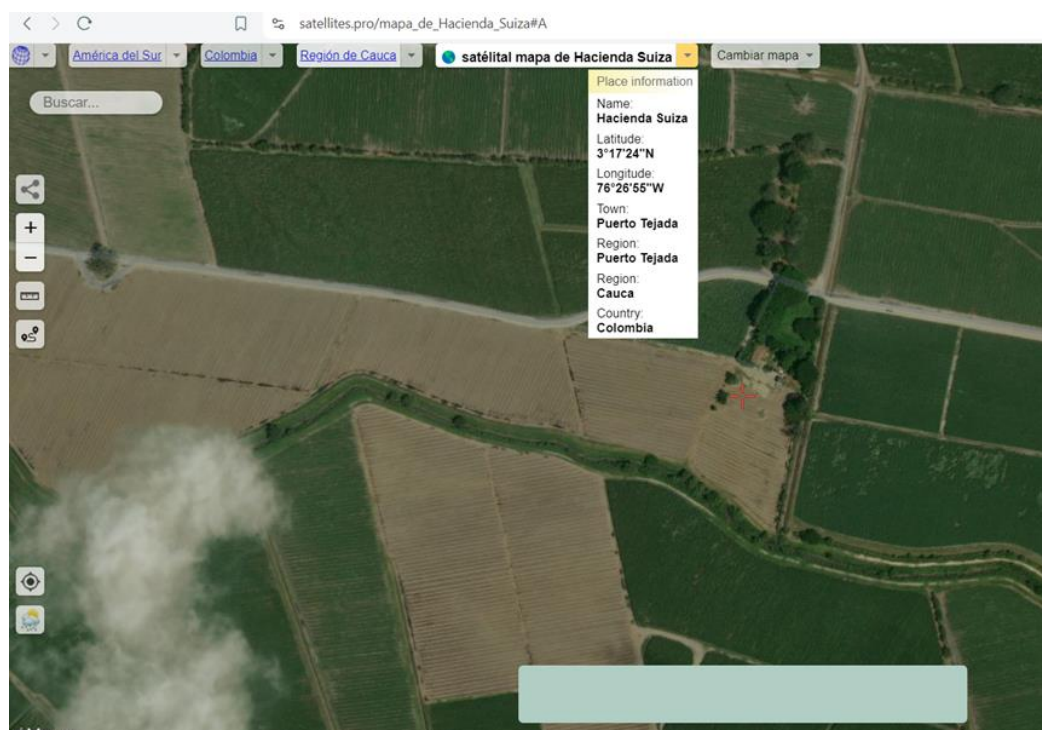 satellites.pro/mapa_de_Hacienda_Suiza#A
América del Sur
Colombia
Región de Cauca
satélital mapa de Hacienda Suiza
Cambiar mapa
Buscar...
Place information
Name:
Hacienda Suiza
Latitude:
3°17'24"N
Longitude:
76°26'55"W
Town:
Puerto Tejada
Region:
Puerto Tejada
Region:
Cauca
Country:
Colombia